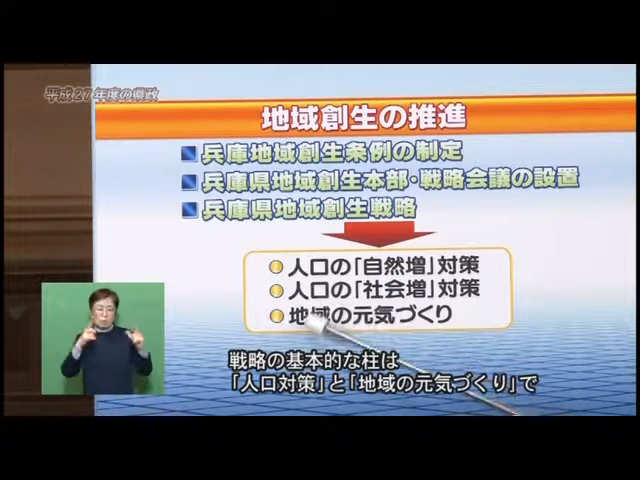 平成27年度の県政
地域創生の推進
兵庫地域創生条例の制定
兵庫県地域創生本部・戦略会議の設置
兵庫県地域創生戦略
人口の「自然増」対策
人口の「社会増」対策
地域の元気づくり
戦略の基本的な柱は
「人口対策」と「地域の元気づくり」で